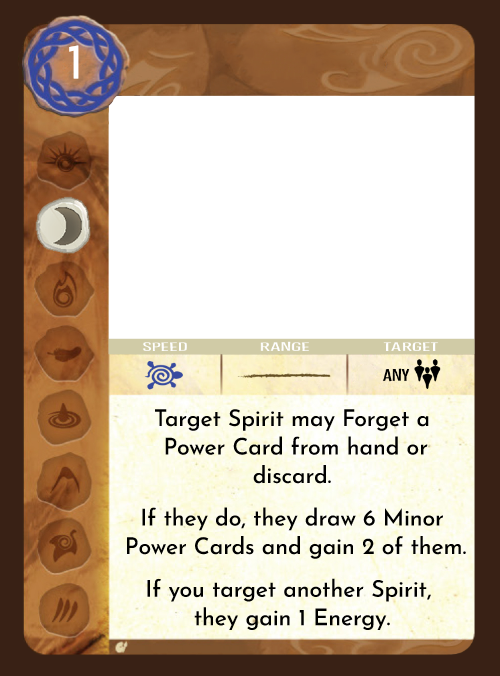 1
SPEED RANGE TARGET
ANY
Target Spirit may Forget a
Power Card from hand or
discard.
If they do, they draw 6 Minor
Power Cards and gain 2 of them.
If you target another Spirit,
they gain 1 Energy.